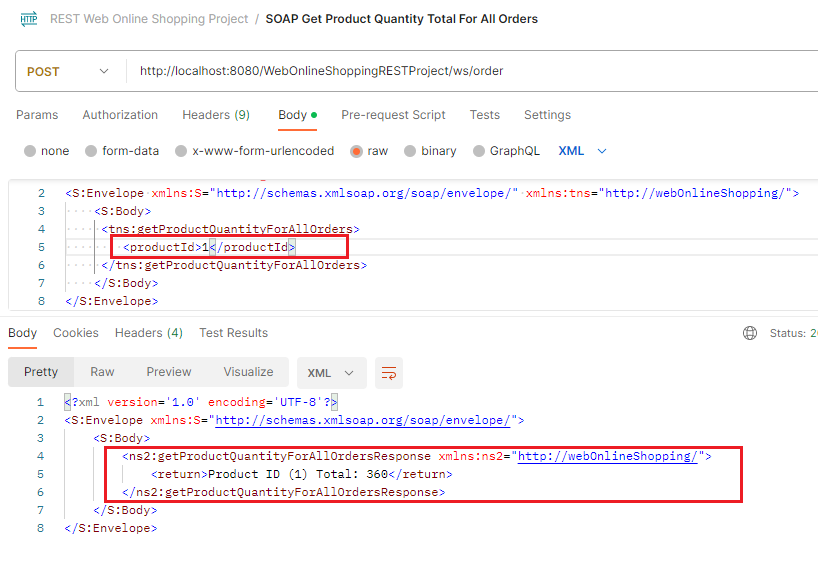 HTTP REST Web Online Shopping Project / SOAP Get Product Quantity Total For All Orders
POST http://localhost:8080/WebOnlineShoppingRESTProject/ws/order
Params Authorization Headers (9) Body Pre-request Script Tests Settings
none form-data x-www-form-urlencoded raw binary GraphQL XML
2 <S:Envelope xmlns:S="http://schemas.xmlsoap.org/soap/envelope/" xmlns:tns="http://webOnlineShopping/">
3 <S:Body>
4 <tns:getProductQuantityForAllOrders>
5 <productId>1</productId>
6 </tns:getProductQuantityForAllOrders>
7 </S:Body>
8 </S:Envelope>
Body Cookies Headers (4) Test Results Status:
Pretty Raw Preview Visualize XML
1 <?xml version='1.0' encoding='UTF-8'?>
2 <S:Envelope xmlns:S="http://schemas.xmlsoap.org/soap/envelope/">
3 <S:Body>
4 <ns2:getProductQuantityForAllOrdersResponse xmlns:ns2="http://webOnlineShopping/">
5 <return>Product ID (1) Total: 360</return>
6 </ns2:getProductQuantityForAllOrdersResponse>
7 </S:Body>
8 </S:Envelope>